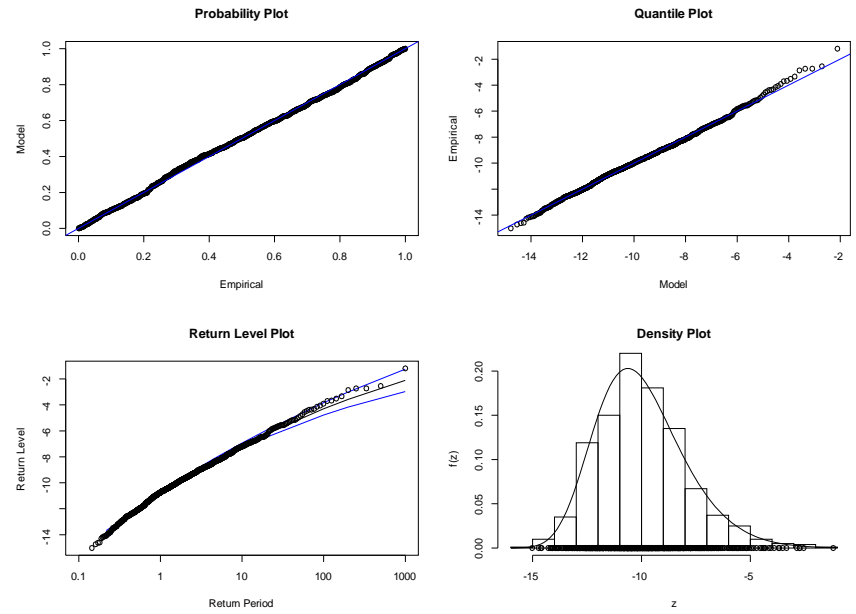 Probability Plot
1.0
0.8
0.6
0.4
0.2
0.0
Model
0.0 0.2 0.4 0.6 0.8 1.0
Empirical
Quantile Plot
-2
-4
-6
-8
-10
-14
Empirical
-14 -12 -10 -8 -6 -4 -2
Model
Return Level Plot
-2
-4
-6
-8
-10
-14
Return Level
0.1 1 10 100 1000
Return Period
Density Plot
0.20
0.15
0.10
0.05
0.00
f(z)
-15 -10 -5
z